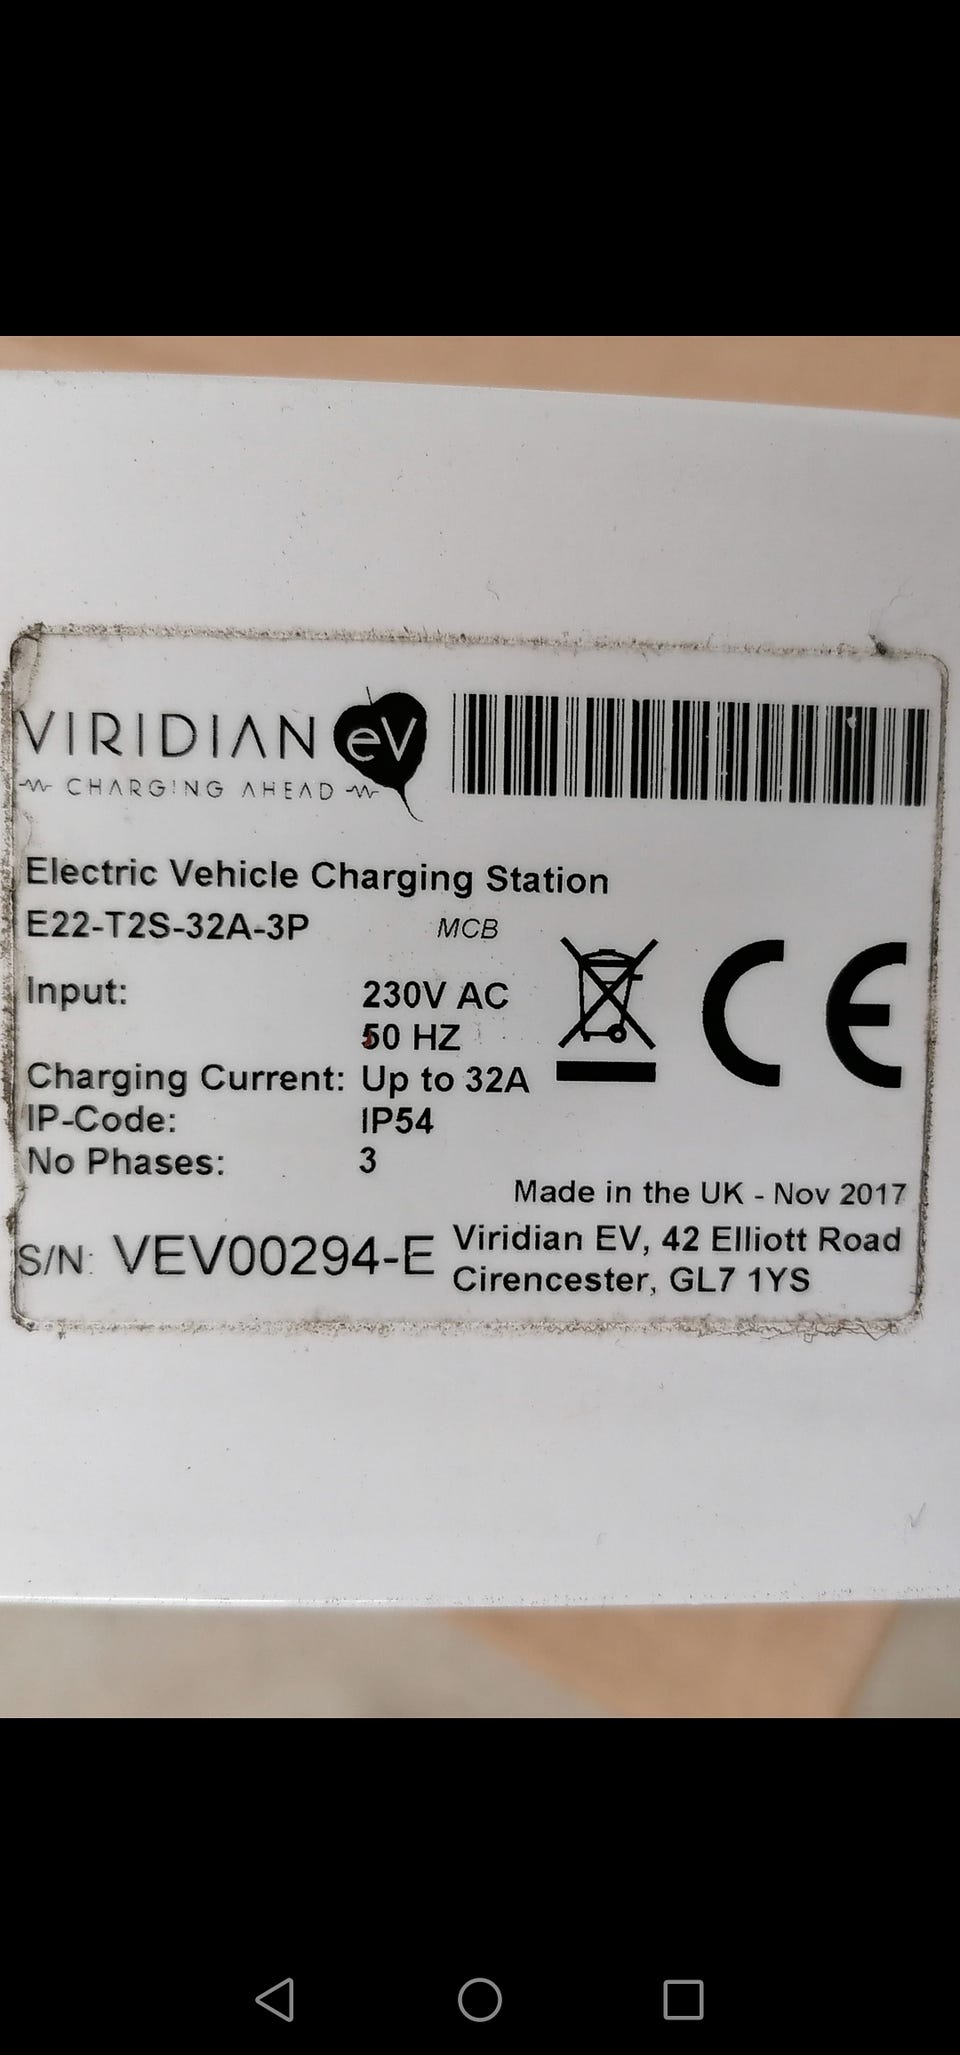 VIRIDIAN eV
CHARGING AHEAD
Electric Vehicle Charging Station
E22-T2S-32A-3P MCB
Input: 230V AC
50 HZ
Charging Current: Up to 32A
IP-Code: IP54
No Phases: 3
CE
Made in the UK - Nov 2017
S/N: VEV00294-E
Viridian EV, 42 Elliott Road
Cirencester, GL7 1YS